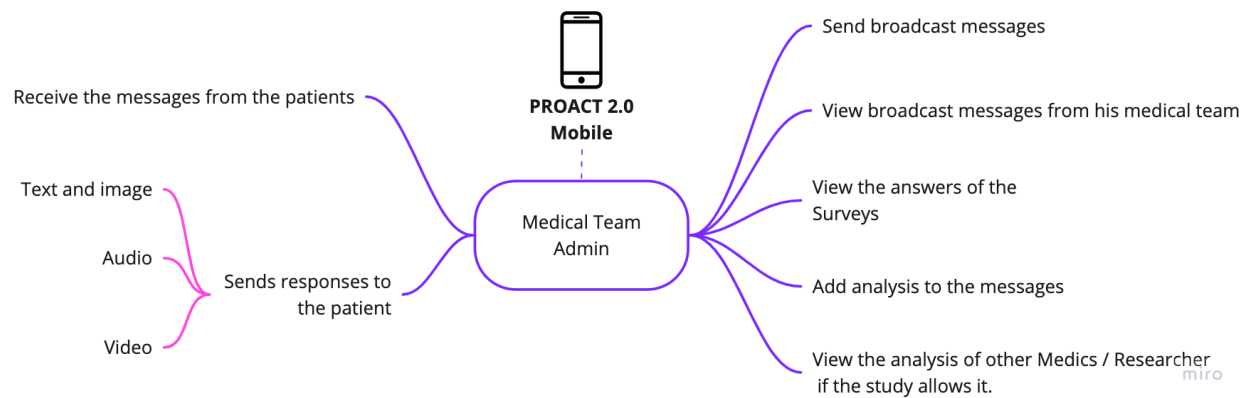 PROACT 2.0
Mobile
Medical Team
Admin
Receive the messages from the patients
Sends responses to
the patient
Text and image
Audio
Video
Send broadcast messages
View broadcast messages from his medical team
View the answers of the
Surveys
Add analysis to the messages
View the analysis of other Medics / Researcher
if the study allows it.
miro